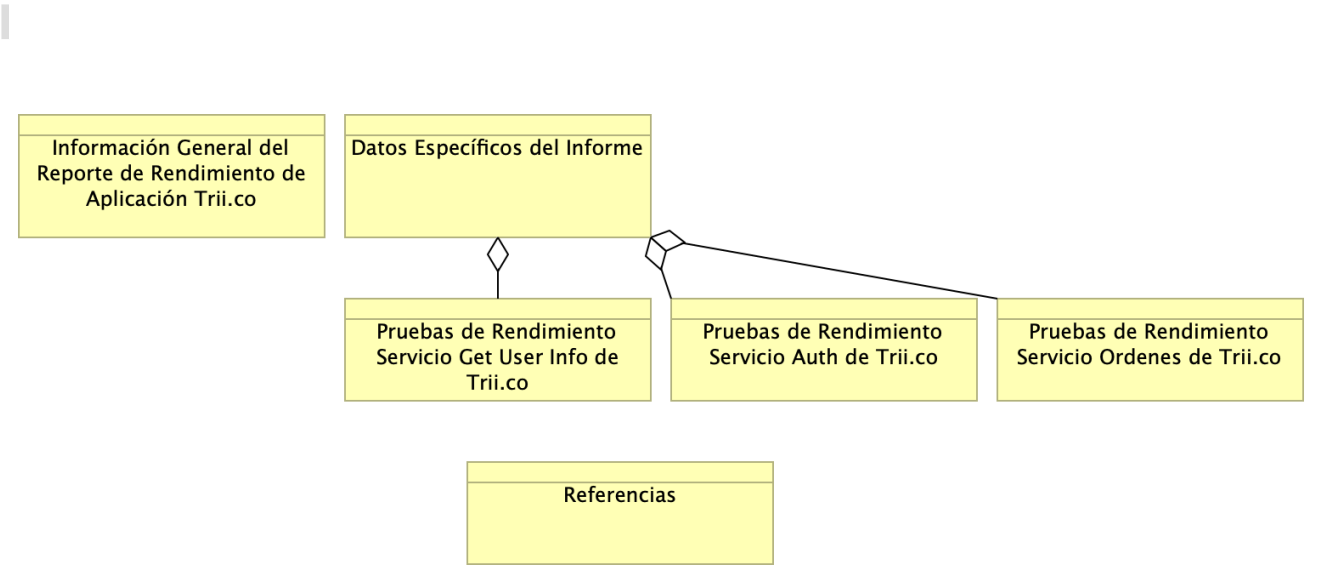 Información General del
Reporte de Rendimiento de
Aplicación Trii.co
Datos Específicos del Informe
Pruebas de Rendimiento
Servicio Get User Info de
Trii.co
Pruebas de Rendimiento
Servicio Auth de Trii.co
Pruebas de Rendimiento
Servicio Ordenes de Trii.co
Referencias